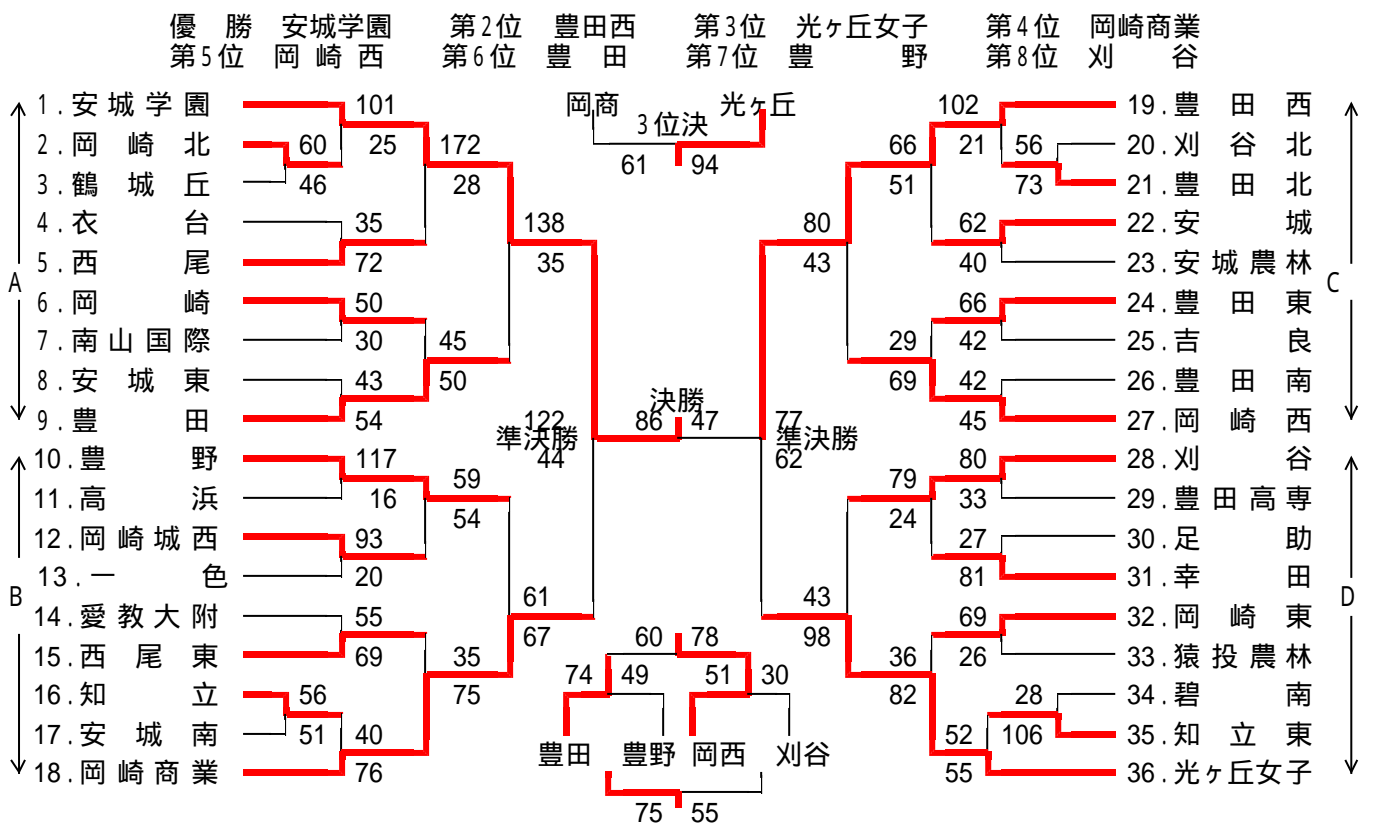 優 勝 安城学園 第2位 豊田西 第3位 光ヶ丘女子 第4位 岡崎商業
第5位 岡崎西 第6位 豊田 第7位 豊野 第8位 刈谷
A
1.安城学園
2.岡崎北
3.鶴城丘
4.衣台
5.西尾
6.岡崎
7.南山国際
8.安城東
9.豊田
B
10.豊野
11.高浜
12.岡崎城西
13.一色
14.愛教大附
15.西尾東
16.知立
17.安城南
18.岡崎商業
101
25
60
46
35
72
50
30
43
54
117
16
93
20
55
69
56
51
40
76
172
28
45
50
59
54
35
75
138
35
61
67
122
準決勝
44
岡商 光ヶ丘
3位決
61 94
決勝
86 47
60 78
74 49 51 30
豊田 豊野 岡西 刈谷
75 55
77
準決勝
62
80
43
43
98
66
51
29
69
79
24
36
82
102
21
56
73
62
40
66
42
42
45
80
33
27
81
69
26
28
106
52
55
19.豊田西
20.刈谷北
21.豊田北
22.安城
23.安城農林
24.豊田東
25.吉良
26.豊田南
27.岡崎西
C
28.刈谷
29.豊田高専
30.足助
31.幸田
32.岡崎東
33.猿投農林
34.碧南
35.知立東
36.光ヶ丘女子
D